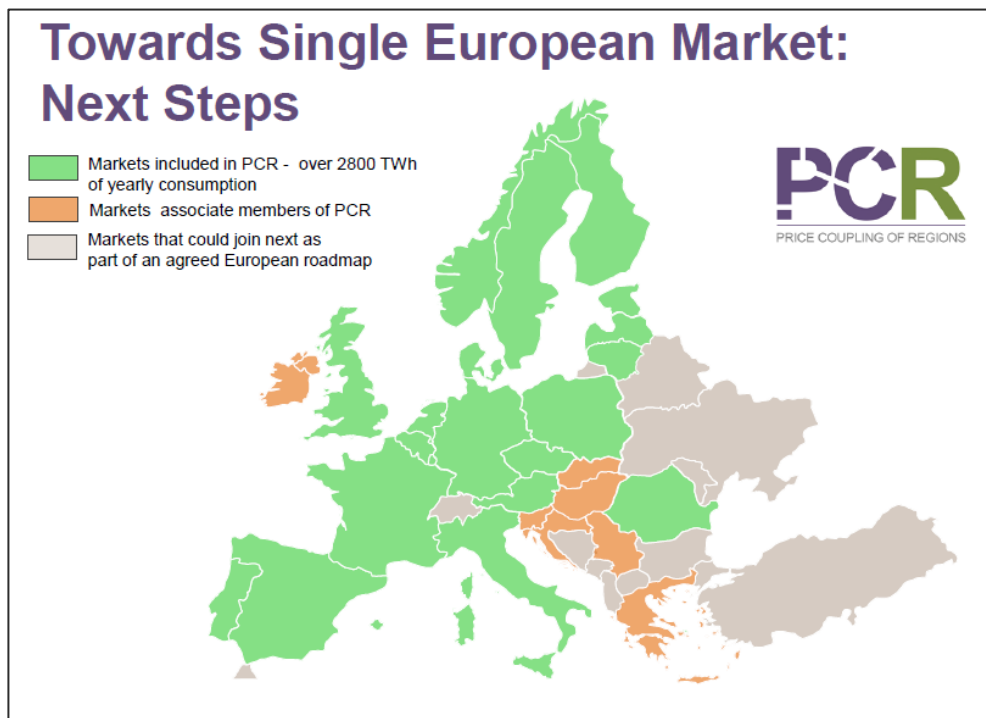 Towards Single European Market:
Next Steps
Markets included in PCR - over 2800 TWh
of yearly consumption
Markets associate members of PCR
Markets that could join next as
part of an agreed European roadmap
PCR
PRICE COUPLING OF REGIONS